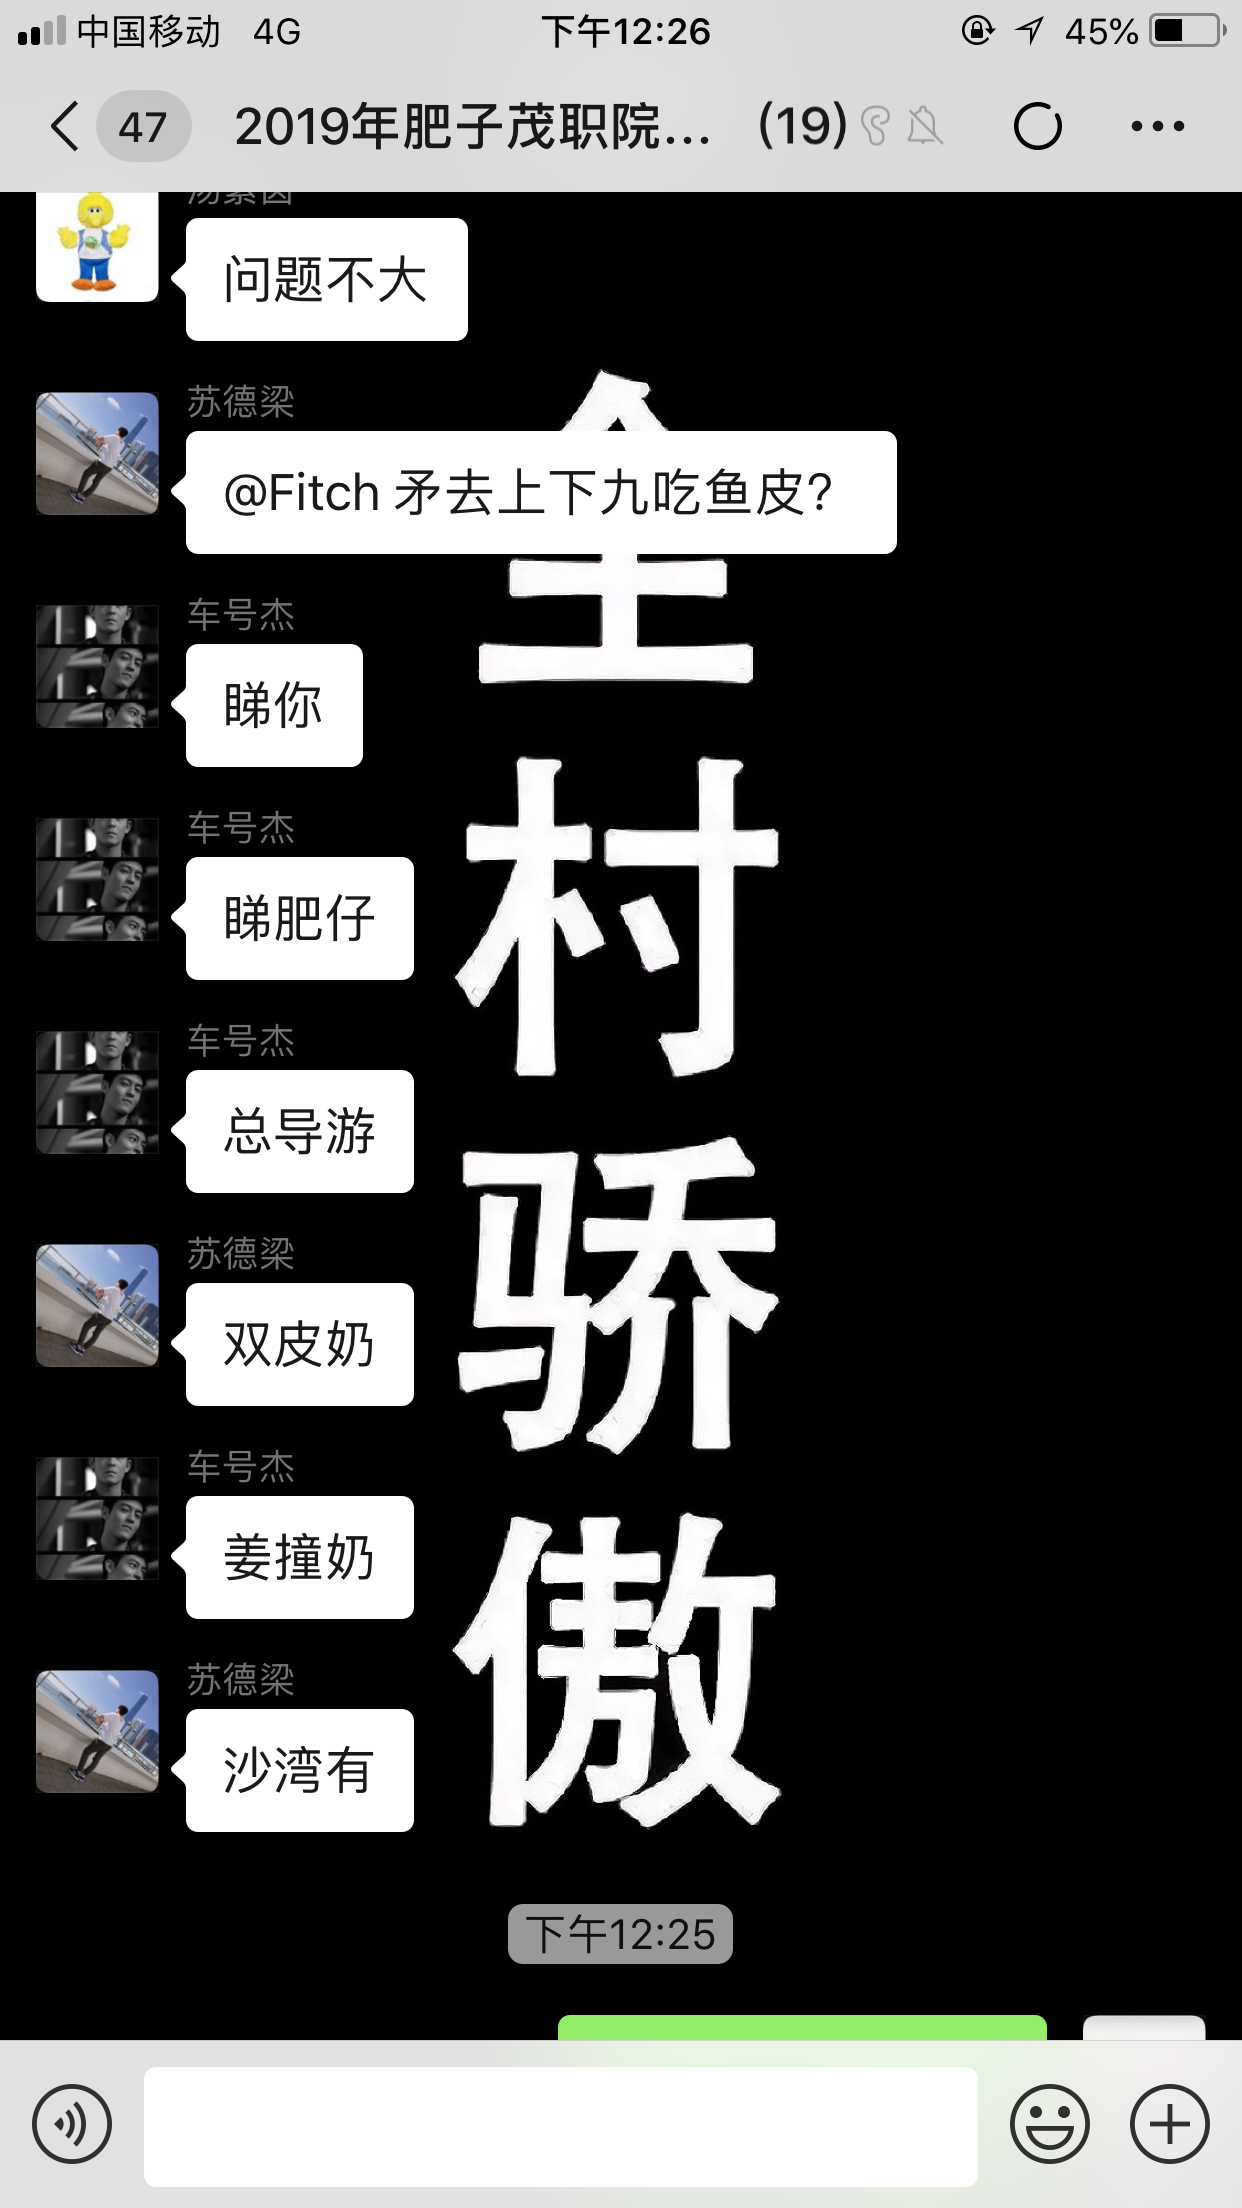 中国移动 4G 下午12:26 45%
47 2019年肥子茂职院... (19)
问题不大
苏德梁
@Fitch 矛去上下九吃鱼皮?
车号杰
睇你
车号杰
睇肥仔
车号杰
总导游
苏德梁
双皮奶
车号杰
姜撞奶
苏德梁
沙湾有
全
村
骄
傲
下午12:25